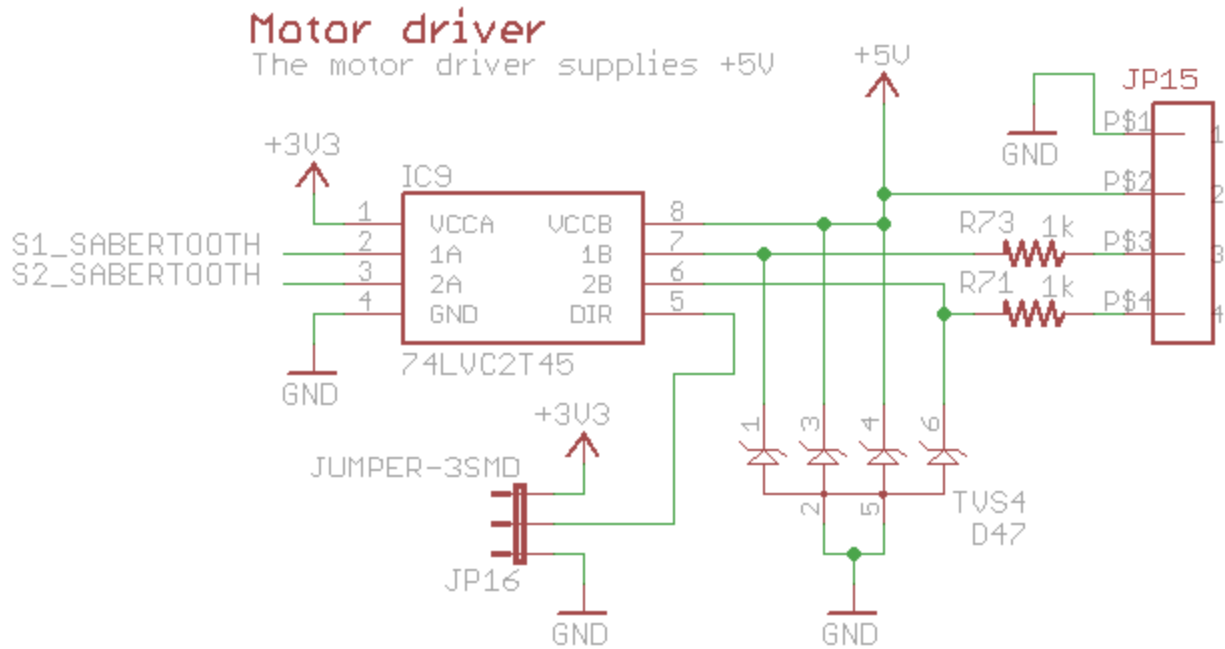 Motor driver
The motor driver supplies +5V
+5V
JP15
+3V3
IC9
P$1
1
GND
P$2
2
1
VCCA
VCCB
8
R73
1k
S1_SABERTOOTH
2
1A
1B
7
P$3
3
S2_SABERTOOTH
3
2A
2B
6
R71
1k
4
GND
DIR
5
P$4
4
74LVC2T45
GND
+3V3
1
3
4
6
JUMPER-3SMD
2
5
TVS4
D47
JP16
GND
GND